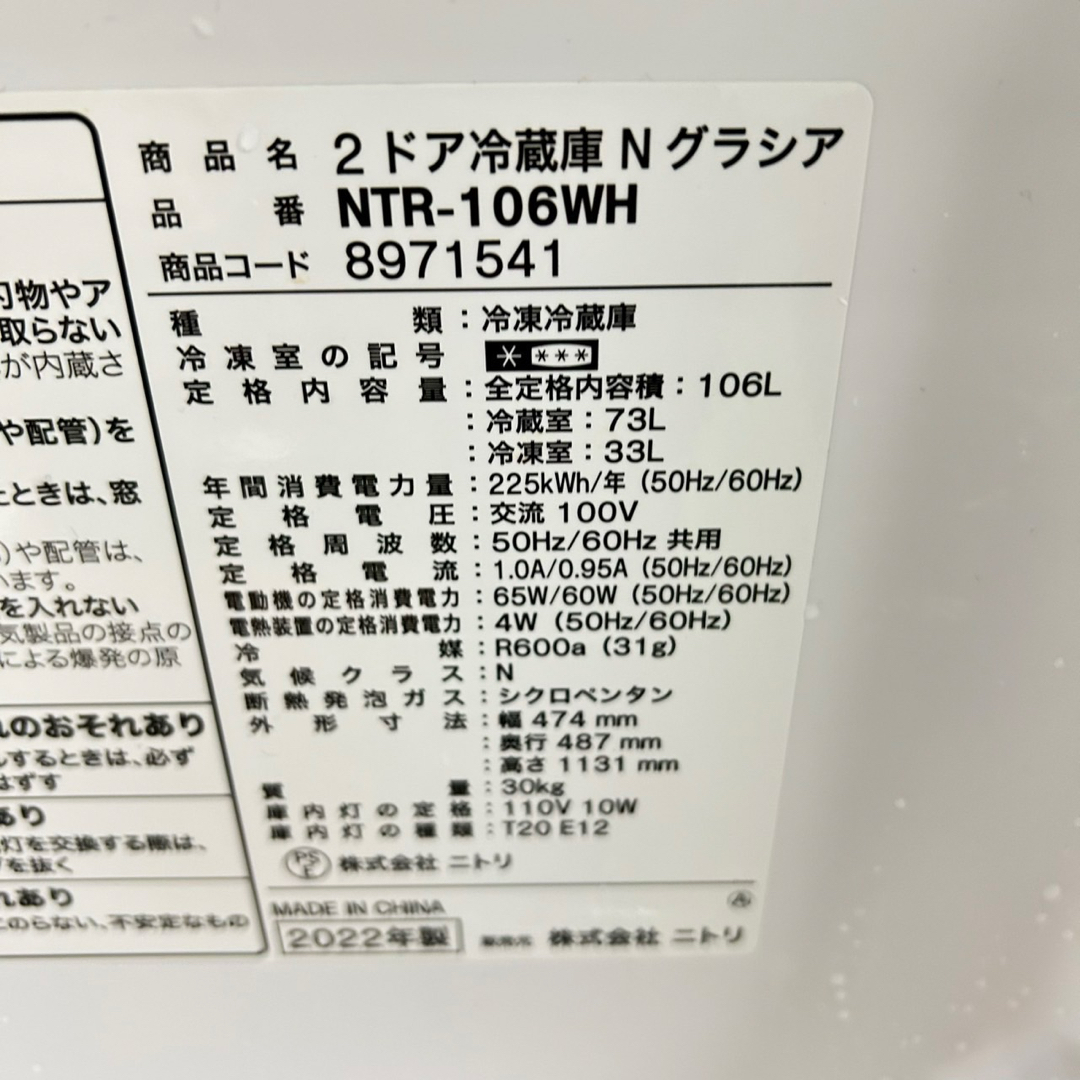 商品名 2ドア冷蔵庫 N グラシア
品番 NTR-106WH
商品コード 8971541
種類：冷凍冷蔵庫
冷凍室の記号
定格内容量：全定格内容積：106L
：冷蔵室：73L
：冷凍室：33L
年間消費電力量：225kWh/年 (50Hz/60Hz)
定格電圧：交流 100V
定格周波数：50Hz/60Hz 共用
定格電流：1.0A/0.95A (50Hz/60Hz)
電動機の定格消費電力：65W/60W (50Hz/60Hz)
電熱装置の定格消費電力：4W (50Hz/60Hz)
冷媒：R600a (31g)
気候クラス：N
断熱発泡ガス：シクロペンタン
外形寸法：幅 474 mm
：奥行 487 mm
：高さ 1131 mm
質量：30kg
庫内灯の定格：110V 10W
庫内灯の種類：T20 E12
PSE 株式会社 ニトリ
MADE IN CHINA
2022年製 株式会社 ニトリ
物やア
取らない
が内蔵さ
や配管)を
ときは、窓
)や配管は、
います。
を入れない
気製品の接点の
による爆発の原
れのおそれあり
するときは、必ず
はずす
あり
灯を交換する際は、
を抜く
れあり
のらない、不安定なもの